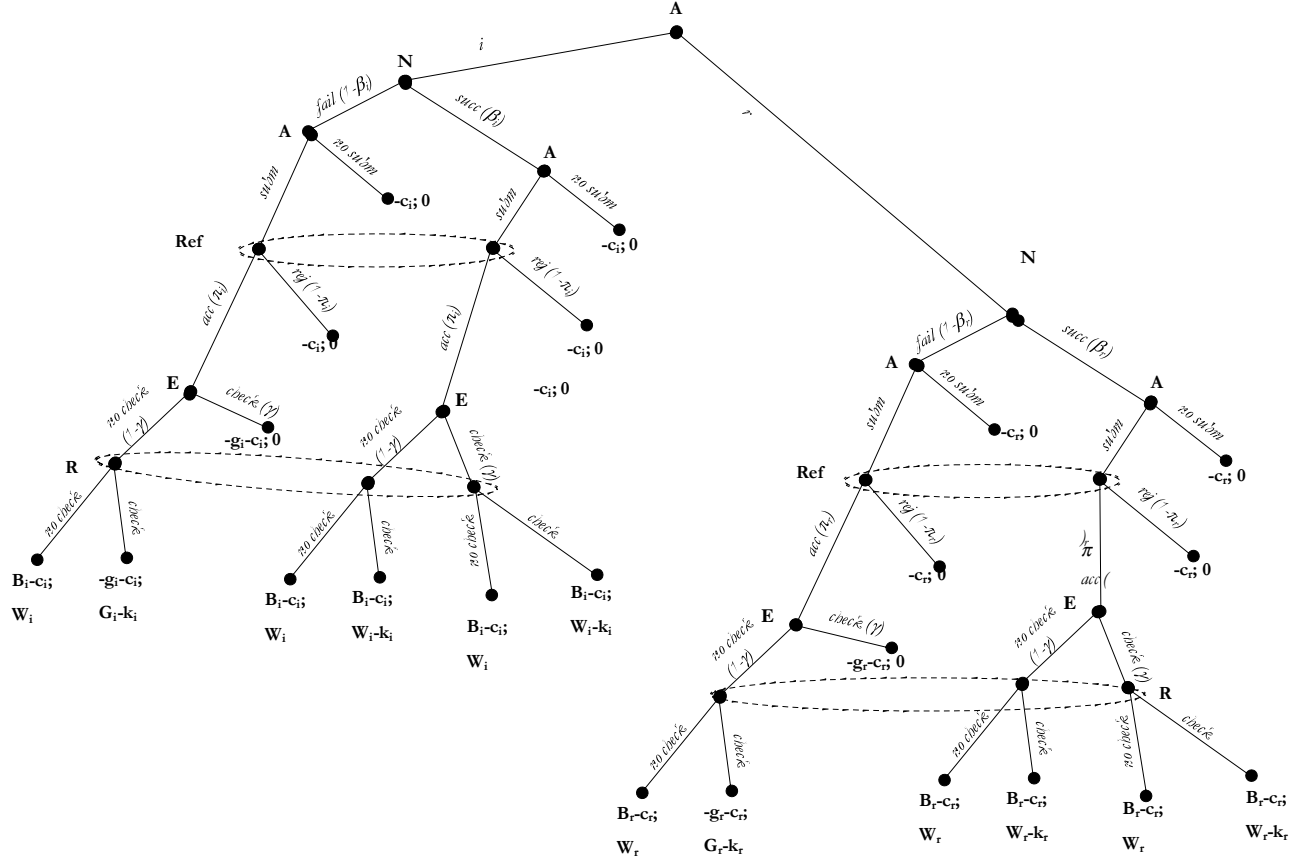 A
i
N
r
fail (1-βᵢ)
succ (βᵢ)
A
A
no subm
no subm
subm
subm
-cᵢ; 0
-cᵢ; 0
Ref
rej (1-πᵢ)
rej (1-πᵢ)
acc (πᵢ)
acc (πᵢ)
-cᵢ; 0
-cᵢ; 0
-cᵢ; 0
E
E
no check
(1-γ)
check (γ)
-gᵢ-cᵢ; 0
no check
(1-γ)
check (γ)
R
no check
check
no check
check
no check
check
Bᵢ-cᵢ;
Wᵢ
-gᵢ-cᵢ;
Gᵢ-kᵢ
Bᵢ-cᵢ;
Wᵢ
Bᵢ-cᵢ;
Wᵢ-kᵢ
Bᵢ-cᵢ;
Wᵢ
Bᵢ-cᵢ;
Wᵢ-kᵢ
N
fail (1-βᵣ)
succ (βᵣ)
A
A
no subm
no subm
subm
subm
-cᵣ; 0
-cᵣ; 0
Ref
rej (1-πᵣ)
rej (1-πᵣ)
acc (πᵣ)
acc (πᵣ)
-cᵣ; 0
-cᵣ; 0
E
E
no check
(1-γ)
check (γ)
-gᵣ-cᵣ; 0
no check
(1-γ)
check (γ)
R
no check
check
no check
check
no check
check
Bᵣ-cᵣ;
Wᵣ
-gᵣ-cᵣ;
Gᵣ-kᵣ
Bᵣ-cᵣ;
Wᵣ
Bᵣ-cᵣ;
Wᵣ-kᵣ
Bᵣ-cᵣ;
Wᵣ
Bᵣ-cᵣ;
Wᵣ-kᵣ